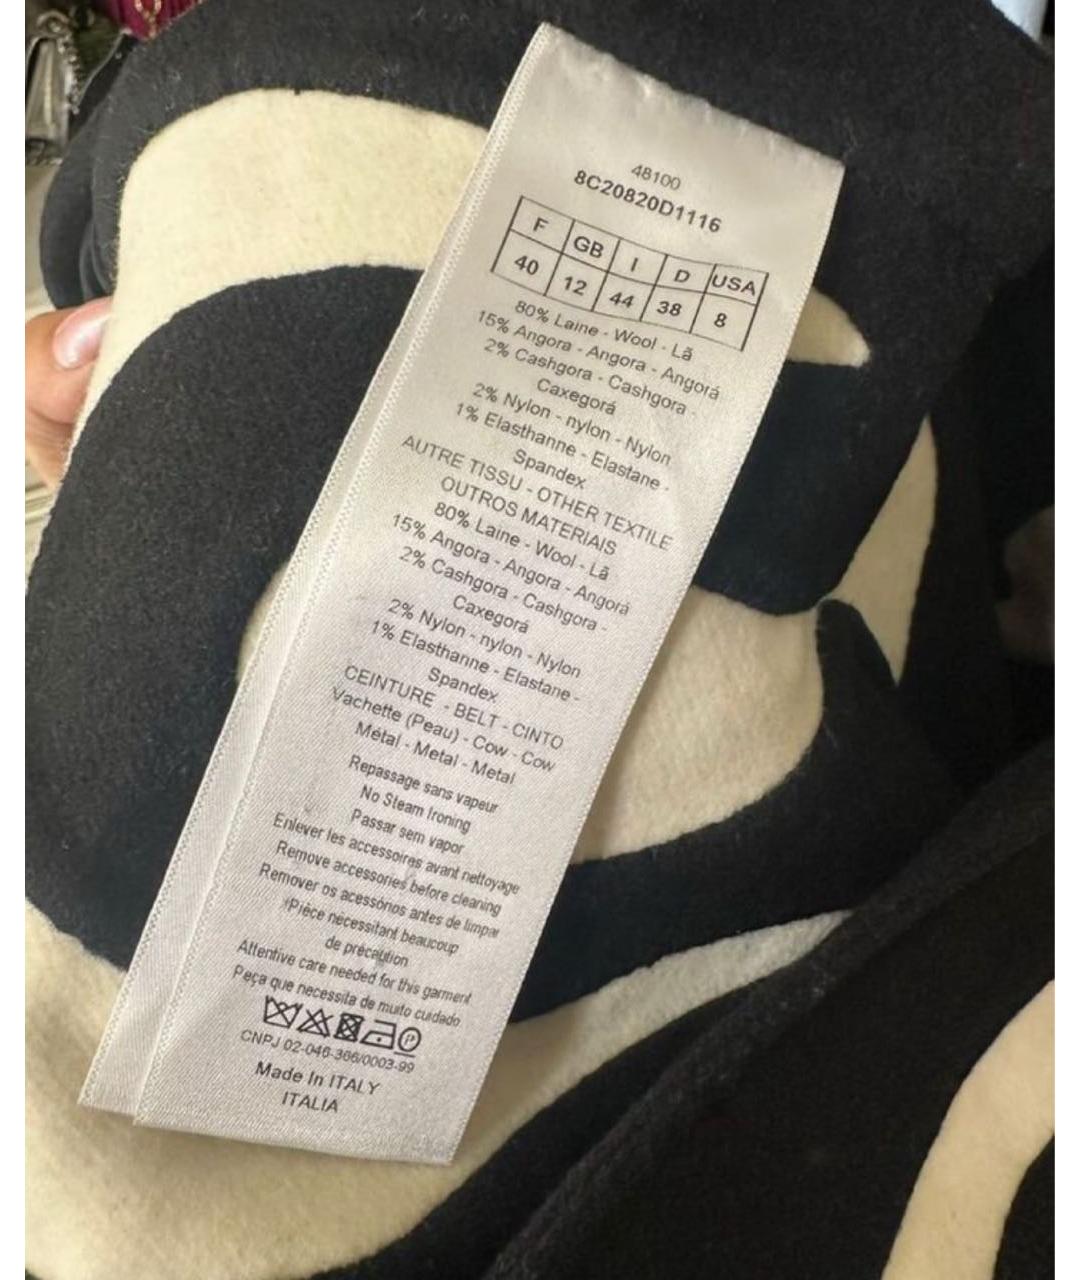 48100
8C20820D1116
F GB I D USA
40 12 44 38 8
80% Laine - Wool - Lã
15% Angora - Angora - Angorá
2% Cashgora - Cashgora -
Caxegorá
2% Nylon - nylon - Nylon
1% Elasthanne - Elastane -
Spandex
AUTRE TISSU - OTHER TEXTILE
OUTROS MATERIAIS
80% Laine - Wool - Lã
15% Angora - Angora - Angorá
2% Cashgora - Cashgora -
Caxegorá
2% Nylon - nylon - Nylon
1% Elasthanne - Elastane -
Spandex
CEINTURE - BELT - CINTO
Vachette (Peau) - Cow - Cow
Métal - Metal - Metal
Repassage sans vapeur
No Steam Ironing
Passar sem vapor
Enlever les accessoires avant nettoyage
Remove accessories before cleaning
Remover os acessórios antes de limpar
Pièce nécessitant beaucoup
de précaution
Attentive care needed for this garment
Peça que necessita de muito cuidado
P
CNPJ 02-046-366/0003-99
Made In ITALY
ITALIA